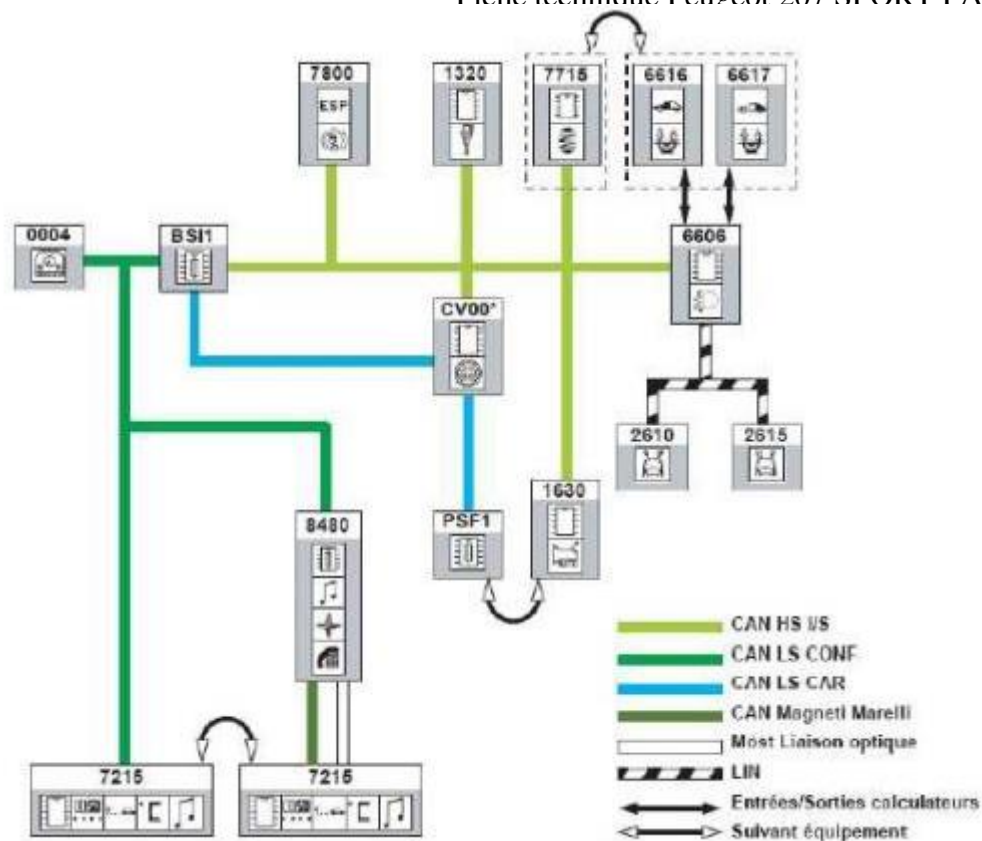 7800
1320
7715
6616
6617
ESP
0004
BSI1
6606
CV00*
2610
2615
8480
PSF1
1630
CAN HS I/S
CAN LS CONF.
CAN LS CAR
CAN Magneti Marelli
Most Liaison optique
LIN
Entrées/Sorties calculateurs
Suivant équipement
7215
7215